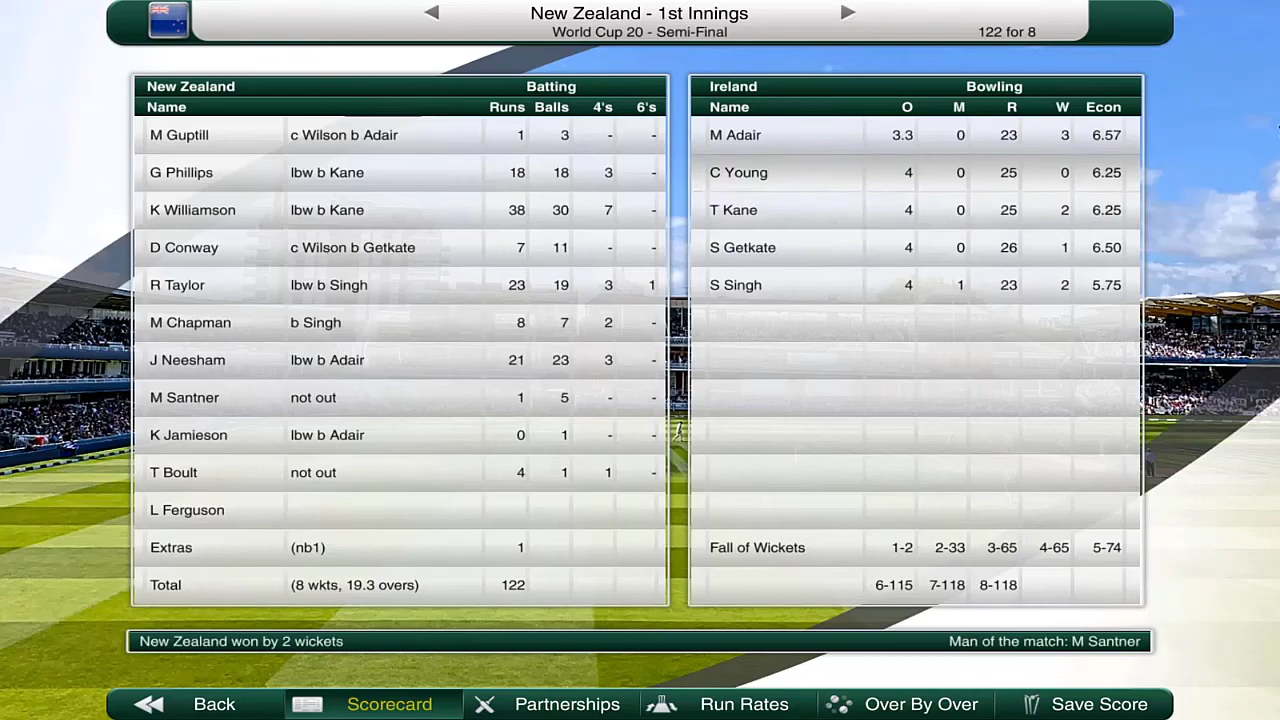 New Zealand - 1st Innings
World Cup 20 - Semi-Final 122 for 8
New Zealand Batting
Name Runs Balls 4's 6's
M Guptill c Wilson b Adair 1 3 - -
G Phillips lbw b Kane 18 18 3 -
K Williamson lbw b Kane 38 30 7 -
D Conway c Wilson b Getkate 7 11 - -
R Taylor lbw b Singh 23 19 3 1
M Chapman b Singh 8 7 2 -
J Neesham lbw b Adair 21 23 3 -
M Santner not out 1 5 - -
K Jamieson lbw b Adair 0 1 - -
T Boult not out 4 1 1 -
L Ferguson
Extras (nb1) 1
Total (8 wkts, 19.3 overs) 122
Ireland Bowling
Name O M R W Econ
M Adair 3.3 0 23 3 6.57
C Young 4 0 25 0 6.25
T Kane 4 0 25 2 6.25
S Getkate 4 0 26 1 6.50
S Singh 4 1 23 2 5.75
Fall of Wickets 1-2 2-33 3-65 4-65 5-74
6-115 7-118 8-118
New Zealand won by 2 wickets Man of the match: M Santner
Back Scorecard Partnerships Run Rates Over By Over Save Score